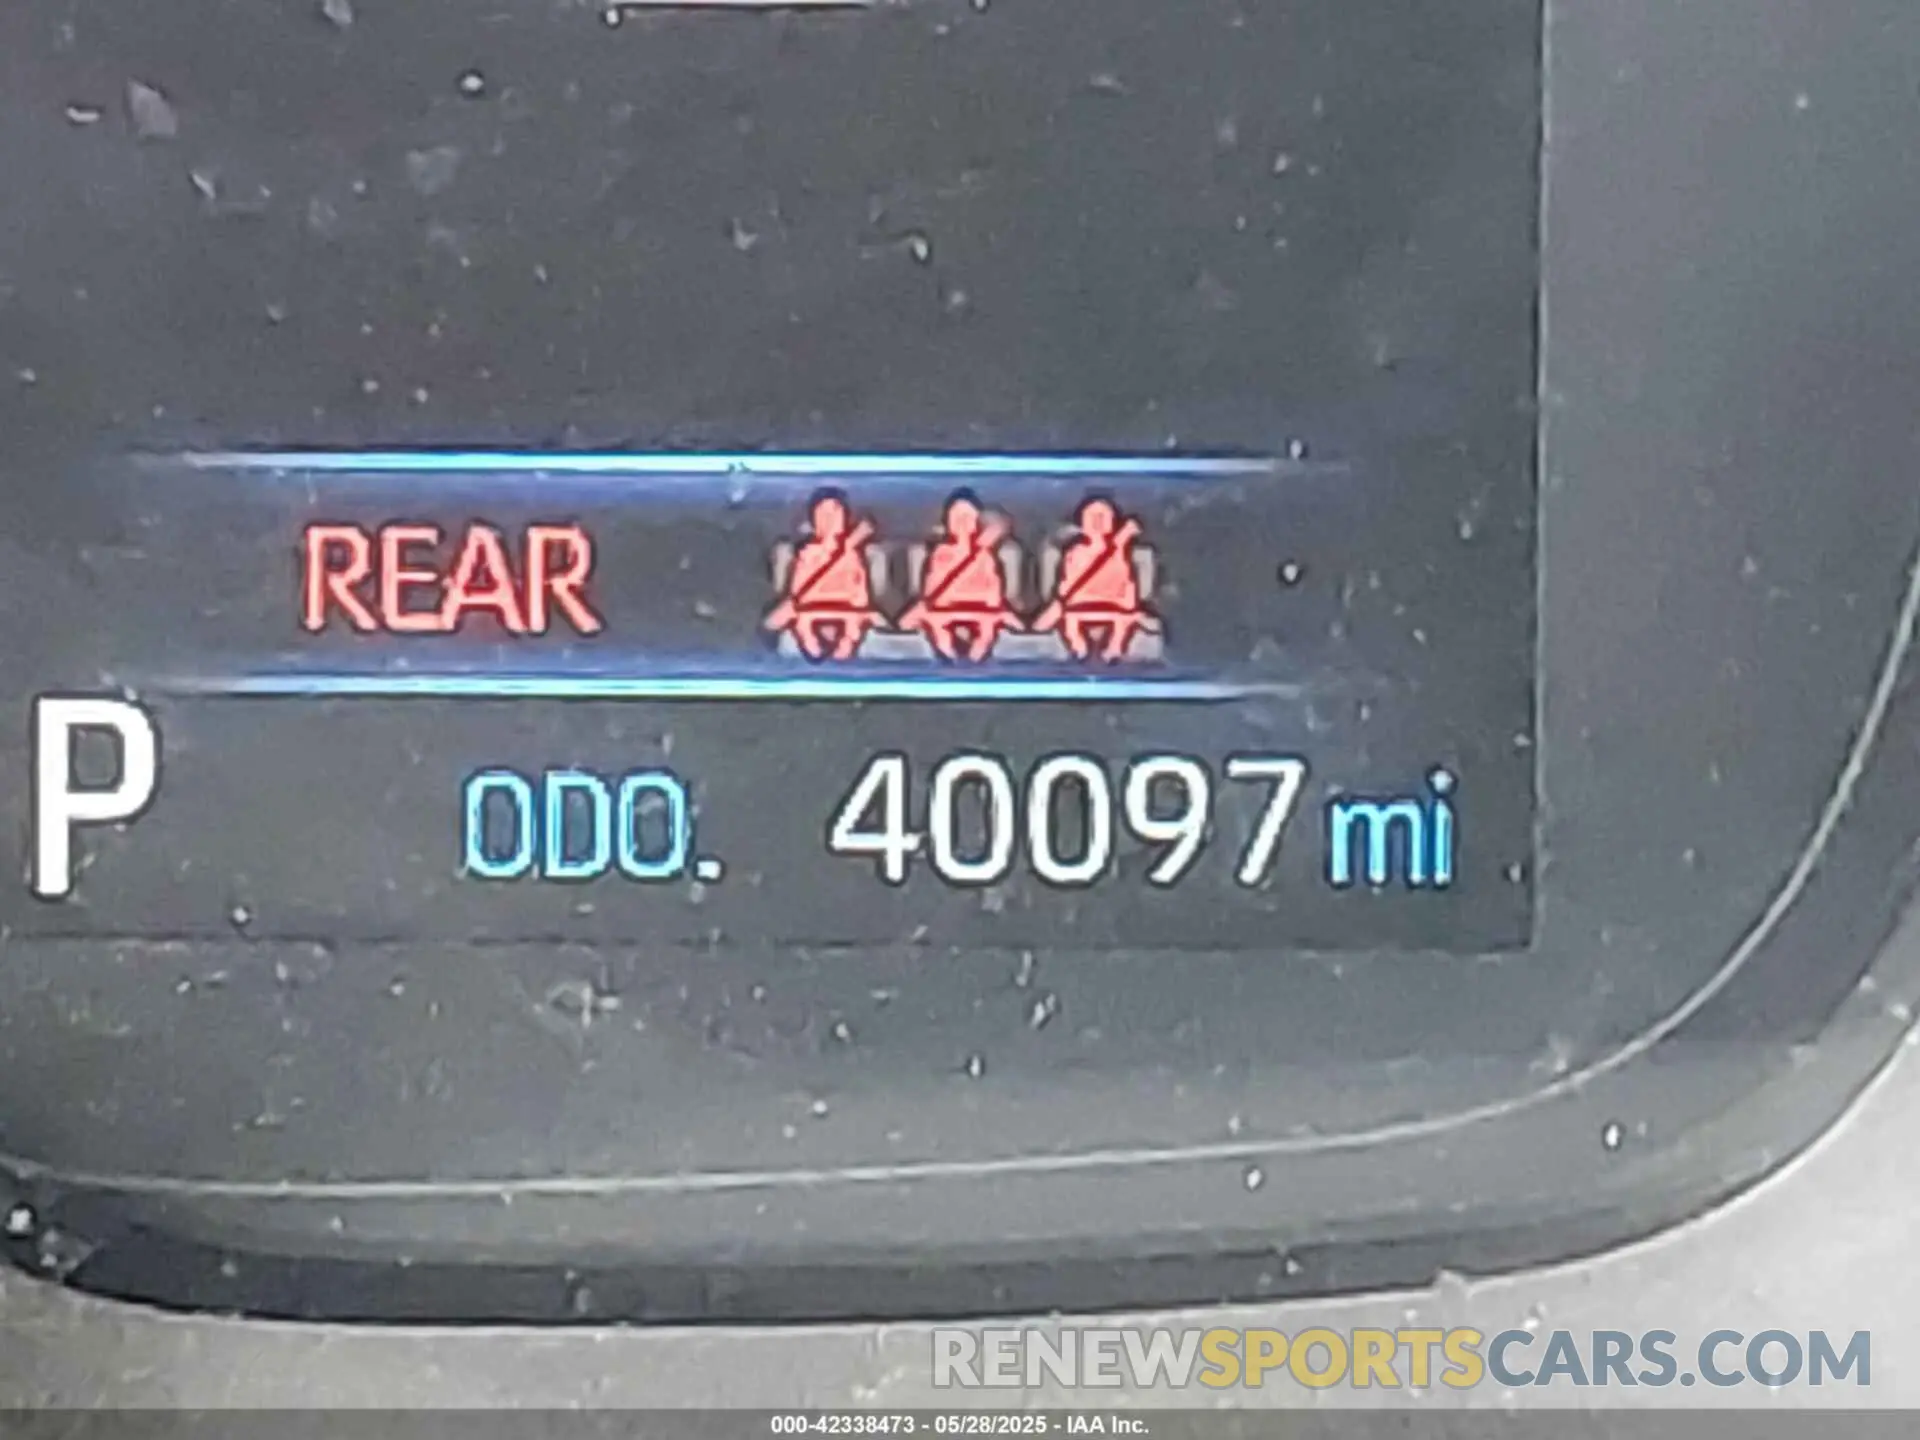 REAR
P ODO. 40097 mi
RENEWSPORTSCARS.COM
000-42338473 - 05/28/2025 - IAA Inc.